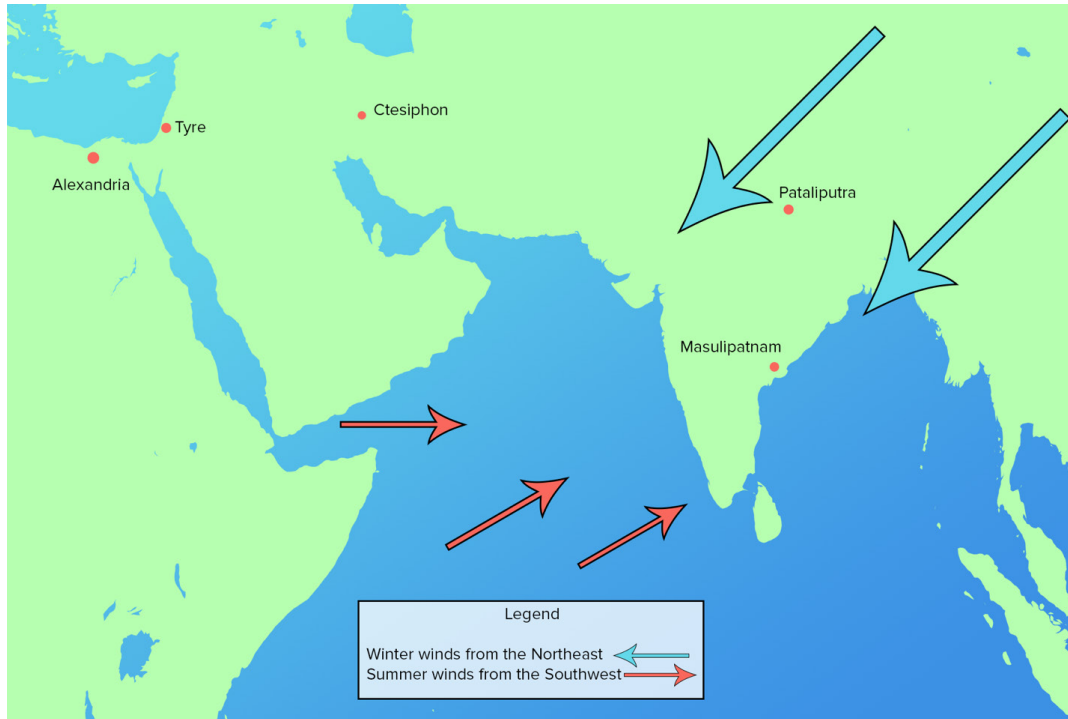 Ctesiphon
Tyre
Alexandria
Pataliputra
Masulipatnam
Legend
Winter winds from the Northeast
Summer winds from the Southwest